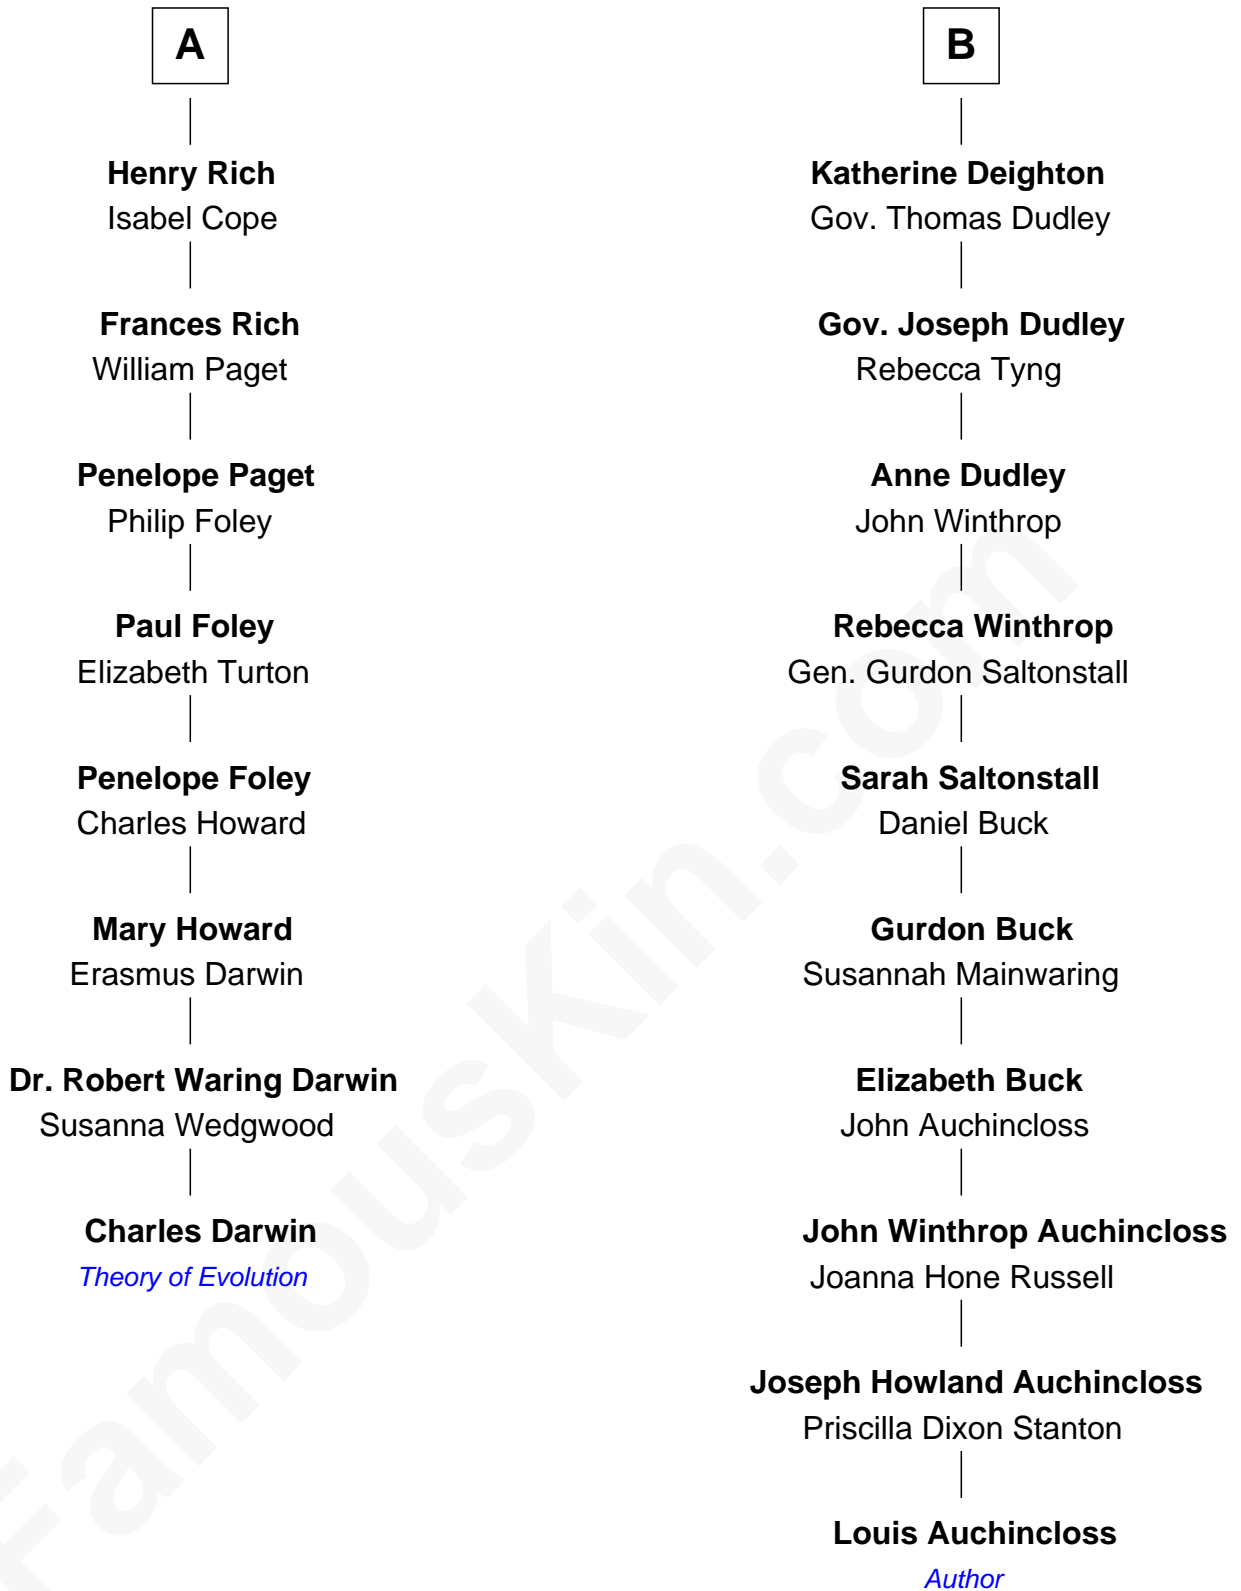 A
Henry Rich
Isabel Cope
Frances Rich
William Paget
Penelope Paget
Philip Foley
Paul Foley
Elizabeth Turton
Penelope Foley
Charles Howard
Mary Howard
Erasmus Darwin
Dr. Robert Waring Darwin
Susanna Wedgwood
Charles Darwin
Theory of Evolution
B
Katherine Deighton
Gov. Thomas Dudley
Gov. Joseph Dudley
Rebecca Tyng
Anne Dudley
John Winthrop
Rebecca Winthrop
Gen. Gurdon Saltonstall
Sarah Saltonstall
Daniel Buck
Gurdon Buck
Susannah Mainwaring
Elizabeth Buck
John Auchincloss
John Winthrop Auchincloss
Joanna Hone Russell
Joseph Howland Auchincloss
Priscilla Dixon Stanton
Louis Auchincloss
Author
FamousKin.com